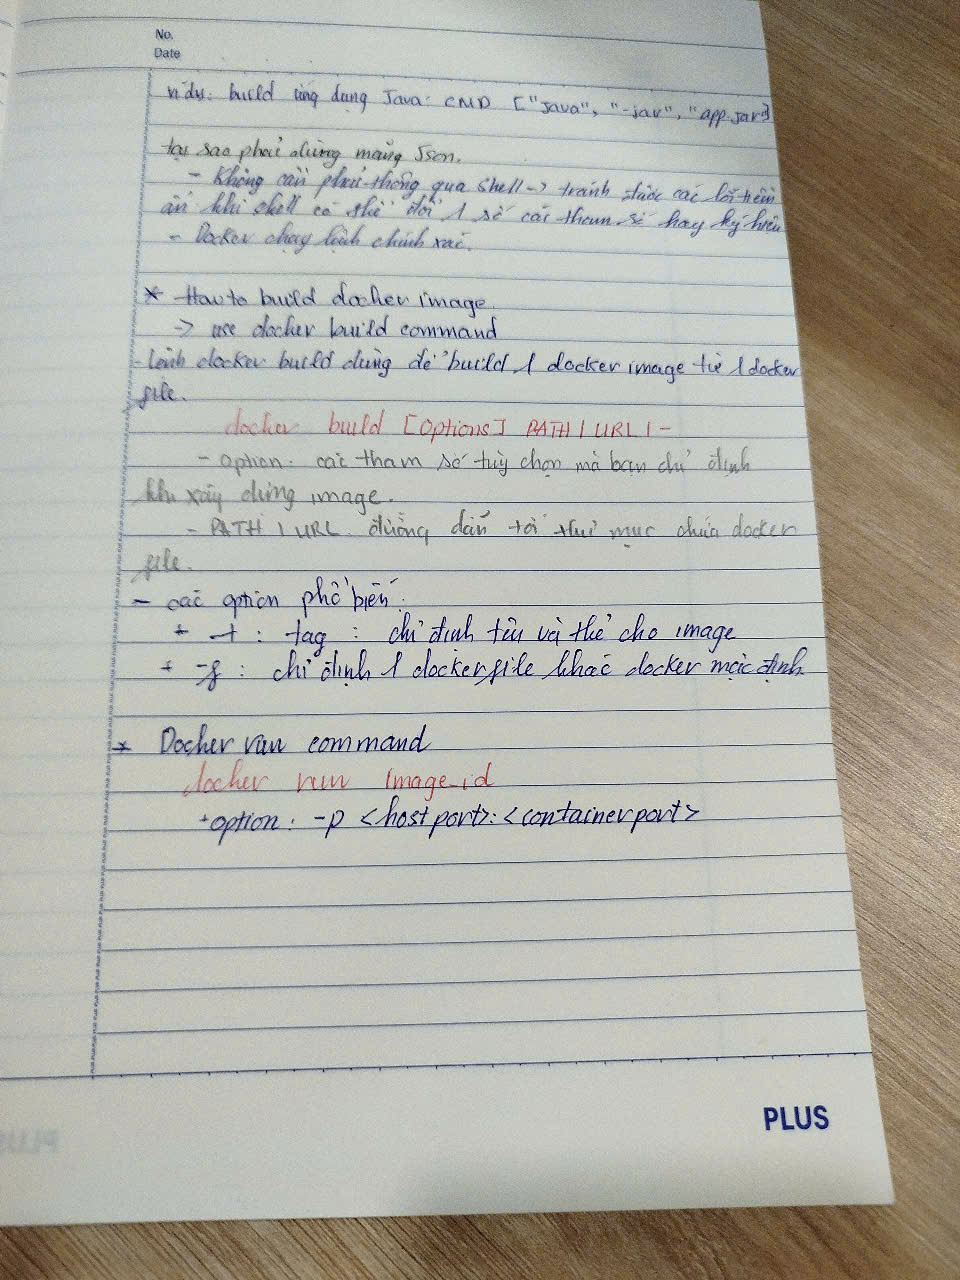 No.
Date
ví dụ: build ứng dụng Java: CMD ["Java", "-jar", "app.jar"]
tại sao phải dùng mảng Json.
- Không cần phải thông qua shell -> tránh được các lỗi tiềm
ẩn khi shell có thể đổi 1 số các tham số hay ký hiệu
- Docker chạy lệnh chính xác.
* How to build docker image.
-> use docker build command
- Lệnh docker build dùng để build 1 docker image từ 1 docker
file.
docker build [Options] PATH | URL | -
- option: các tham số tuỳ chọn mà bạn chỉ định
khi xây dựng image.
- PATH | URL: đường dẫn tới thư mục chứa docker
file.
- các option phổ biến:
+ -t : tag : chỉ định tên và thẻ cho image
+ -f : chỉ định 1 dockerfile khác docker mặc định.
* Docker run command
docker run image_id
+ option: -p <host port>:<container port>
PLUS